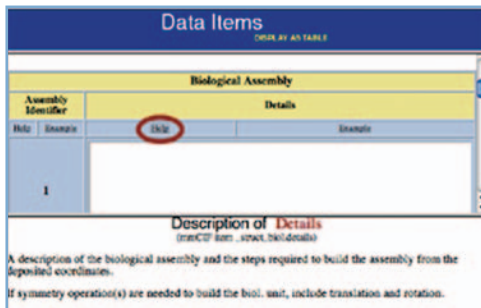 Data Items
DISPLAY AS TABLE
Biological Assembly
Assembly Identifier
Details
Help Example Help Example
1
Description of Details
(mmCIF item _struct_biol.details)
A description of the biological assembly and the steps required to build the assembly from the
deposited coordinates.
If symmetry operation(s) are needed to build the biol. unit, include translation and rotation.